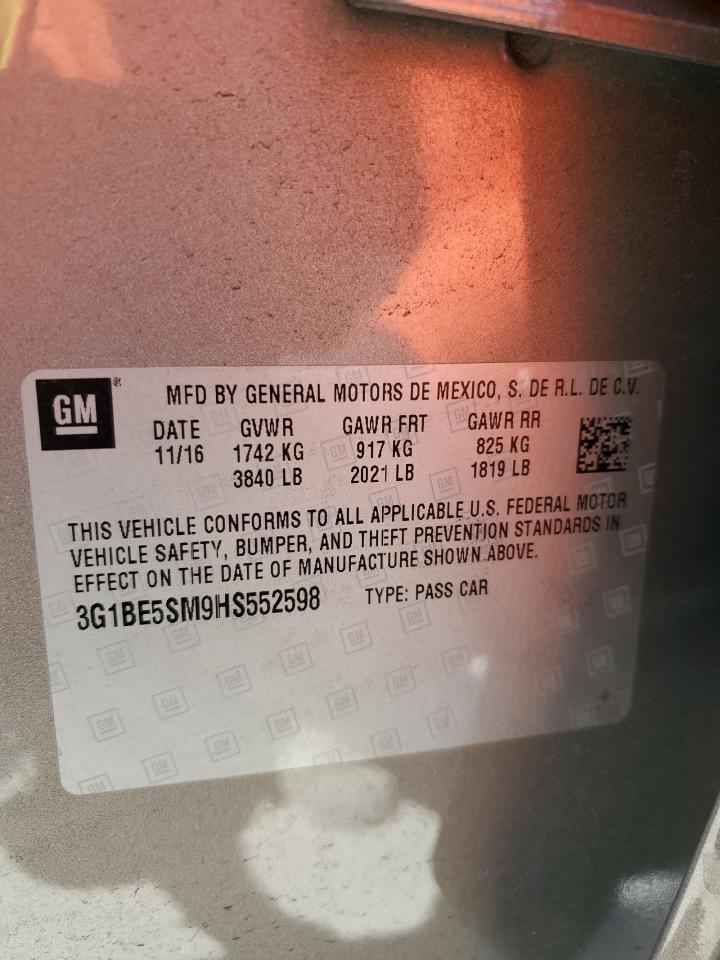 GM®
MFD BY GENERAL MOTORS DE MEXICO, S. DE R.L. DE C.V.
DATE GVWR GAWR FRT GAWR RR
11/16 1742 KG 917 KG 825 KG
3840 LB 2021 LB 1819 LB
THIS VEHICLE CONFORMS TO ALL APPLICABLE U.S. FEDERAL MOTOR
VEHICLE SAFETY, BUMPER, AND THEFT PREVENTION STANDARDS IN
EFFECT ON THE DATE OF MANUFACTURE SHOWN ABOVE.
3G1BE5SM9HS552598 TYPE: PASS CAR